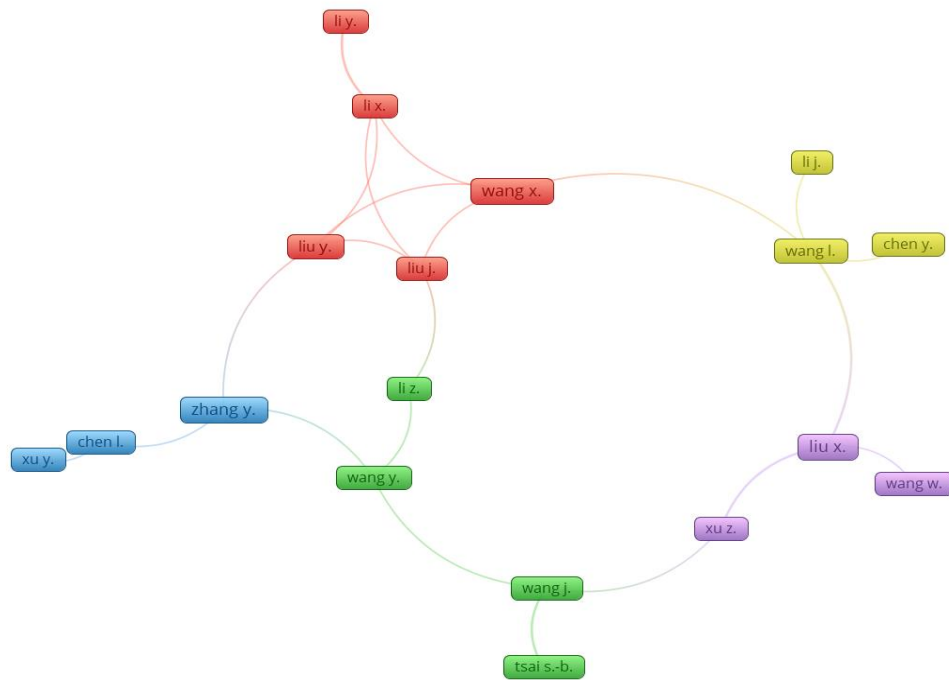 li y.
li x.
li j.
wang x.
chen y.
liu y.
wang l.
liu j.
li z.
zhang y.
chen l.
liu x.
xu y.
wang y.
wang w.
xu z.
wang j.
tsai s.-b.